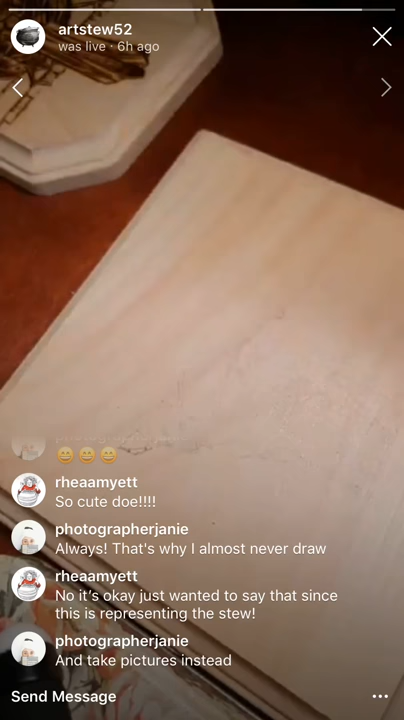 artstew52
was live · 6h ago
😄😄😄
rheaamyett
So cute doe!!!!
photographerjanie
Always! That's why I almost never draw
rheaamyett
No it's okay just wanted to say that since
this is representing the stew!
photographerjanie
And take pictures instead
Send Message